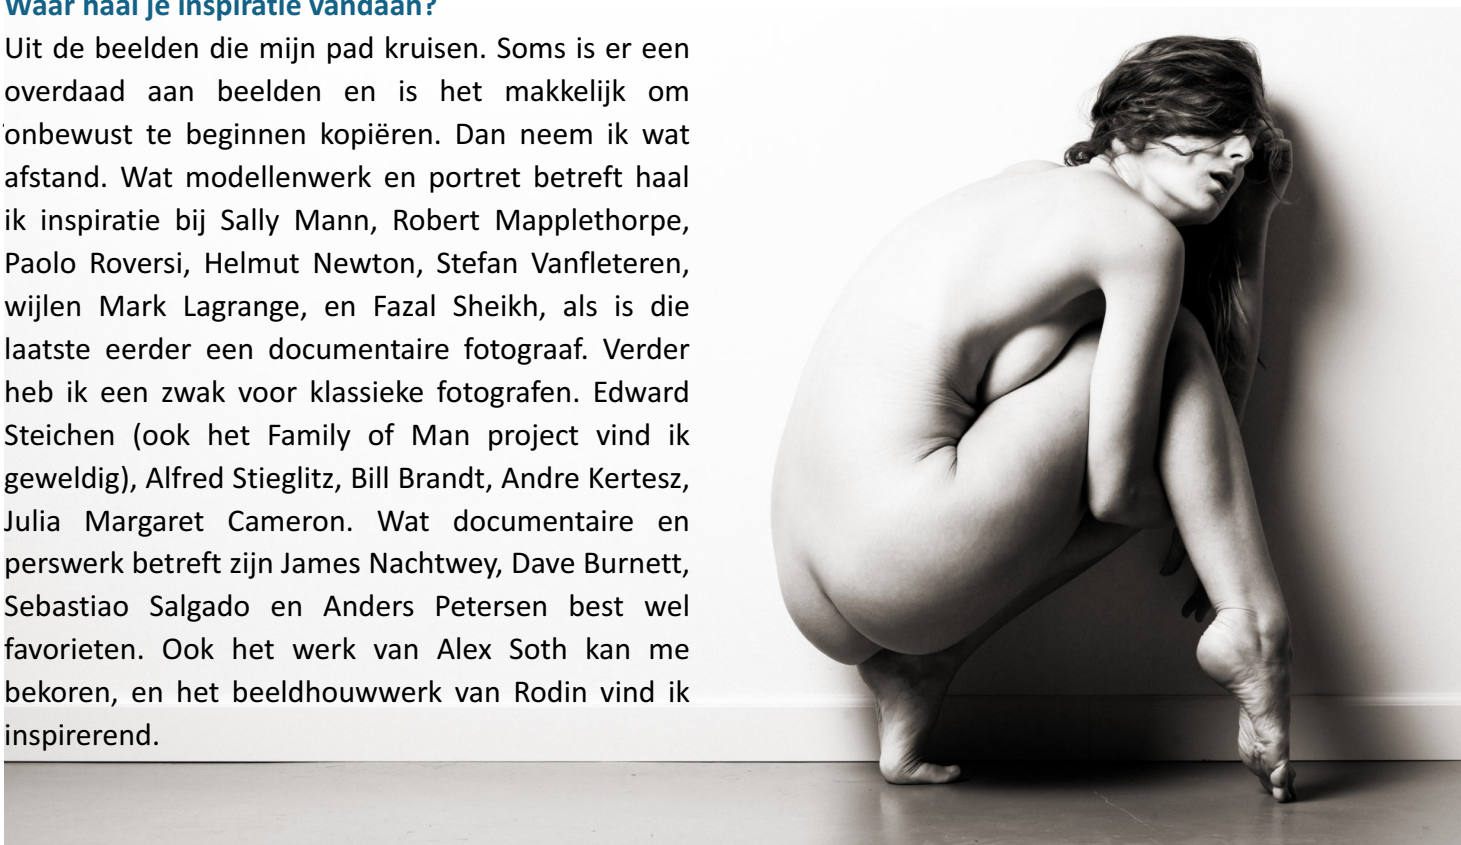 Waar haal je inspiratie vandaan?
Uit de beelden die mijn pad kruisen. Soms is er een
overdaad aan beelden en is het makkelijk om
onbewust te beginnen kopiëren. Dan neem ik wat
afstand. Wat modellenwerk en portret betreft haal
ik inspiratie bij Sally Mann, Robert Mapplethorpe,
Paolo Roversi, Helmut Newton, Stefan Vanfleteren,
wijlen Mark Lagrange, en Fazal Sheikh, als is die
laatste eerder een documentaire fotograaf. Verder
heb ik een zwak voor klassieke fotografen. Edward
Steichen (ook het Family of Man project vind ik
geweldig), Alfred Stieglitz, Bill Brandt, Andre Kertesz,
Julia Margaret Cameron. Wat documentaire en
perswerk betreft zijn James Nachtwey, Dave Burnett,
Sebastiao Salgado en Anders Petersen best wel
favorieten. Ook het werk van Alex Soth kan me
bekoren, en het beeldhouwwerk van Rodin vind ik
inspirerend.